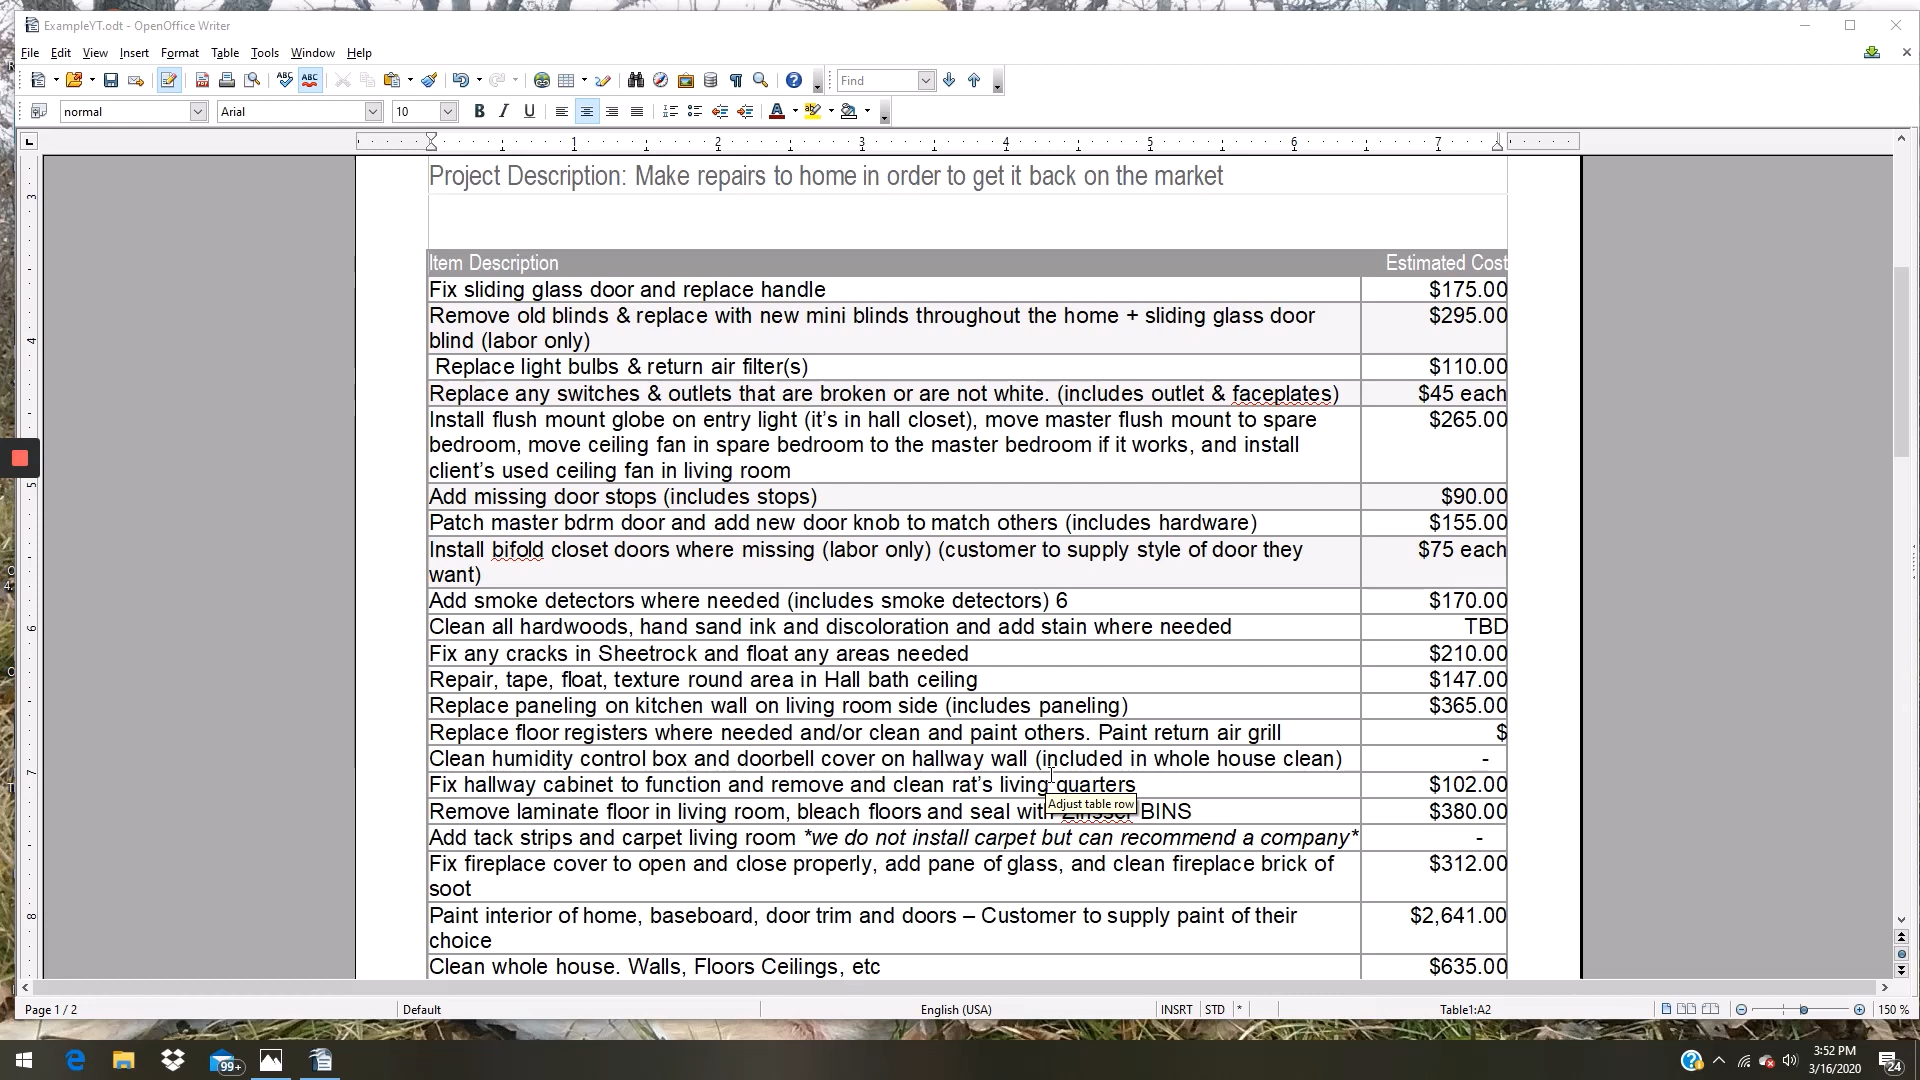 ExampleYT.odt - OpenOffice Writer
File Edit View Insert Format Table Tools Window Help
ABC ABC Find
normal Arial 10 B I U A
1 2 3 4 5 6 7
3
4
5
6
7
8
Project Description: Make repairs to home in order to get it back on the market
Item Description Estimated Cost
Fix sliding glass door and replace handle $175.00
Remove old blinds & replace with new mini blinds throughout the home + sliding glass door $295.00
blind (labor only)
Replace light bulbs & return air filter(s) $110.00
Replace any switches & outlets that are broken or are not white. (includes outlet & faceplates) $45 each
Install flush mount globe on entry light (it's in hall closet), move master flush mount to spare $265.00
bedroom, move ceiling fan in spare bedroom to the master bedroom if it works, and install
client's used ceiling fan in living room
Add missing door stops (includes stops) $90.00
Patch master bdrm door and add new door knob to match others (includes hardware) $155.00
Install bifold closet doors where missing (labor only) (customer to supply style of door they $75 each
want)
Add smoke detectors where needed (includes smoke detectors) 6 $170.00
Clean all hardwoods, hand sand ink and discoloration and add stain where needed TBD
Fix any cracks in Sheetrock and float any areas needed $210.00
Repair, tape, float, texture round area in Hall bath ceiling $147.00
Replace paneling on kitchen wall on living room side (includes paneling) $365.00
Replace floor registers where needed and/or clean and paint others. Paint return air grill $
Clean humidity control box and doorbell cover on hallway wall (included in whole house clean) -
Fix hallway cabinet to function and remove and clean rat's living quarters $102.00
Adjust table row
Remove laminate floor in living room, bleach floors and seal with BINS $380.00
Add tack strips and carpet living room *we do not install carpet but can recommend a company* -
Fix fireplace cover to open and close properly, add pane of glass, and clean fireplace brick of $312.00
soot
Paint interior of home, baseboard, door trim and doors – Customer to supply paint of their $2,641.00
choice
Clean whole house. Walls, Floors Ceilings, etc $635.00
Page 1 / 2 Default English (USA) INSRT STD * Table1:A2 150 %
99+ 3:52 PM
3/16/2020 24